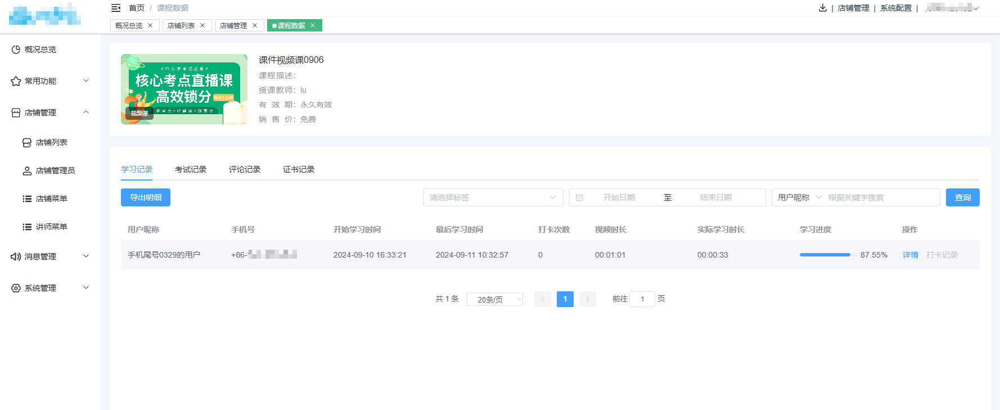 首页 / 课程数据
店铺管理 | 系统配置 |
概况总览 × 店铺列表 × 店铺管理 × 课程数据 ×
概况总览
常用功能
店铺管理
店铺列表
店铺管理员
店铺菜单
讲师菜单
消息管理
系统管理
#中小学考试必备#
核心考点直播课
高效锁分
每天1小时
视频课
课件视频课0906
课程描述：
授课教师：lu
有 效 期：永久有效
销 售 价：免费
学习记录 考试记录 评论记录 证书记录
导出明细 请选择标签 开始日期 至 结束日期 用户昵称 根据关键字搜索 查询
用户昵称 手机号 开始学习时间 最后学习时间 打卡次数 视频时长 实际学习时长 学习进度 操作
手机尾号0329的用户 +86- 2024-09-10 16:33:21 2024-09-11 10:32:57 0 00:01:01 00:00:33 87.55% 详情 打卡记录
共 1 条 20条/页 < 1 > 前往 1 页